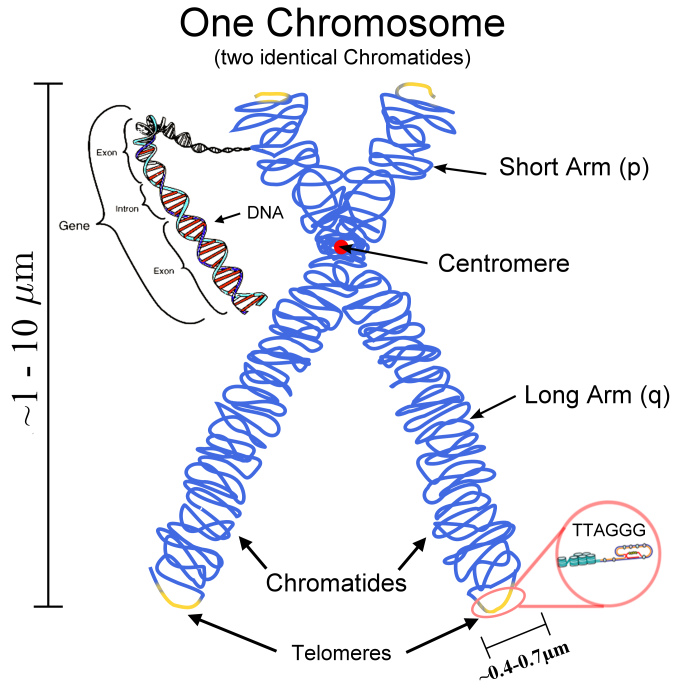 One Chromosome
(two identical Chromatides)
Short Arm (p)
Exon
Intron
DNA
Gene
Exon
Centromere
~1 - 10 μm
Long Arm (q)
TTAGGG
Chromatides
Telomeres
~0.4-0.7μm